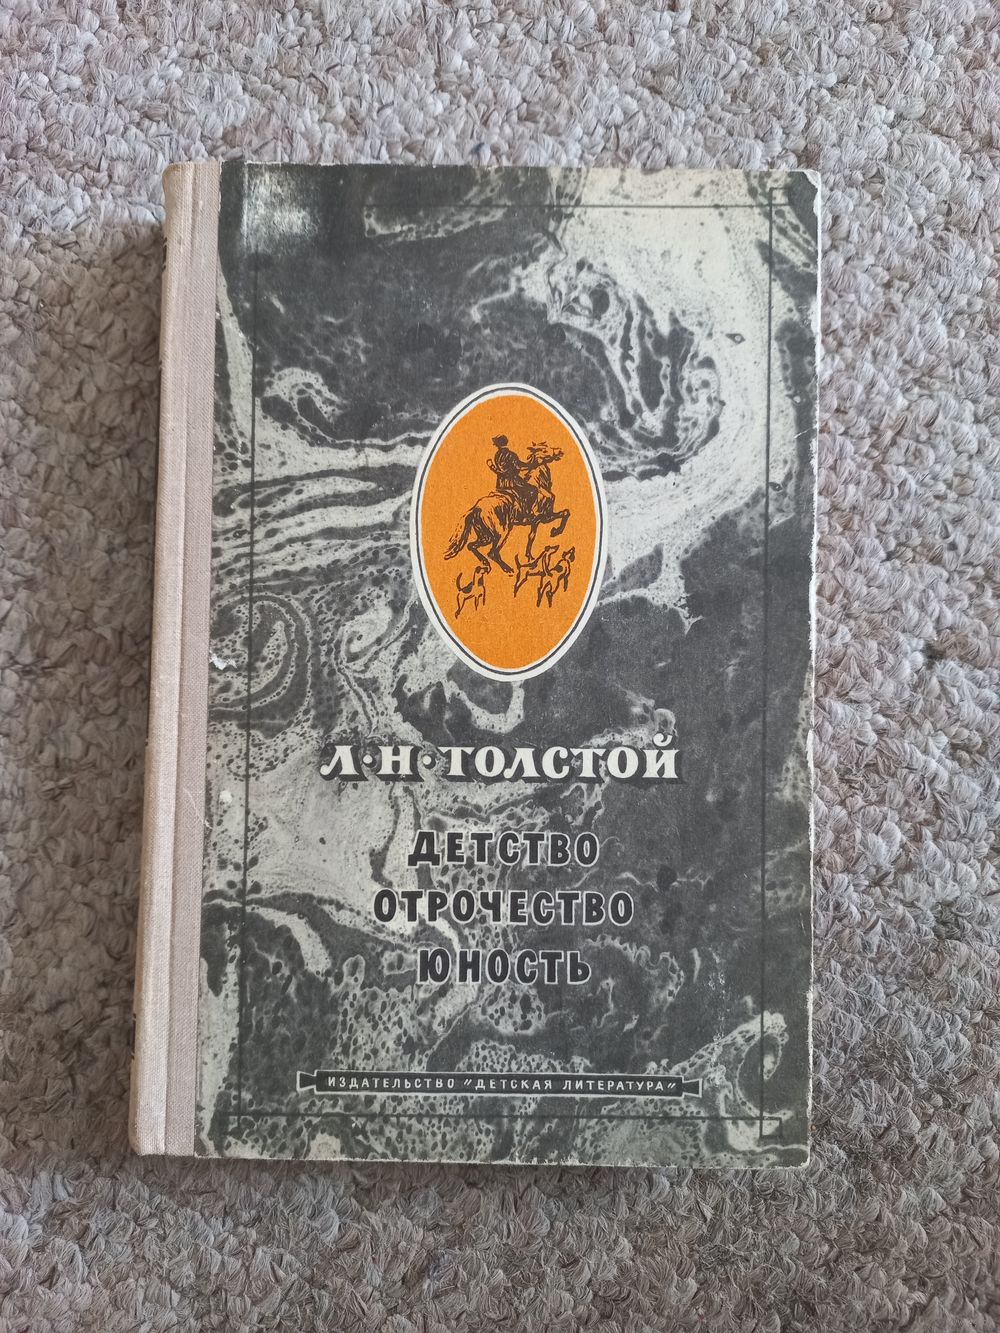 Л·Н·ТОЛСТОЙ
ДЕТСТВО
ОТРОЧЕСТВО
ЮНОСТЬ
ИЗДАТЕЛЬСТВО "ДЕТСКАЯ ЛИТЕРАТУРА"